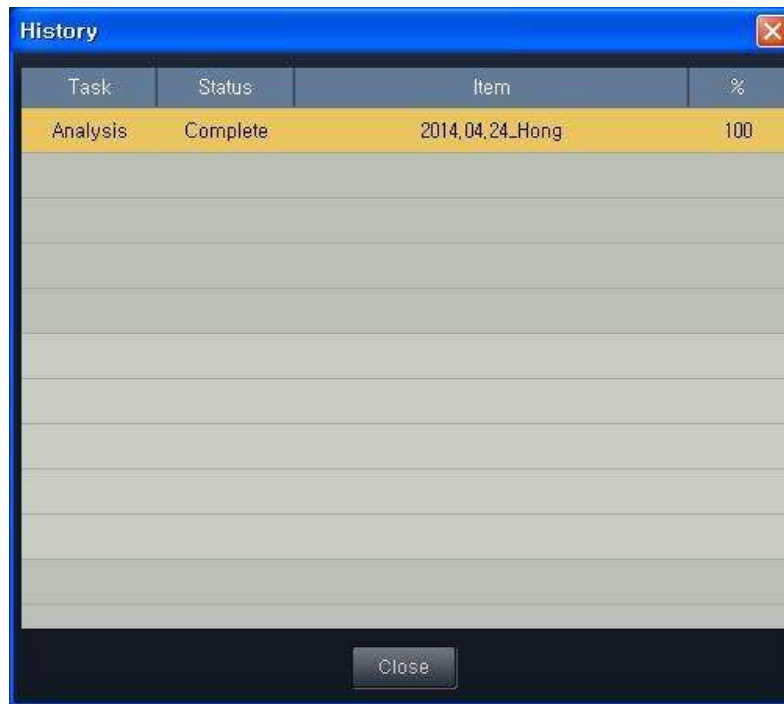 History
Task Status Item %
Analysis Complete 2014,04,24_Hong 100
Close